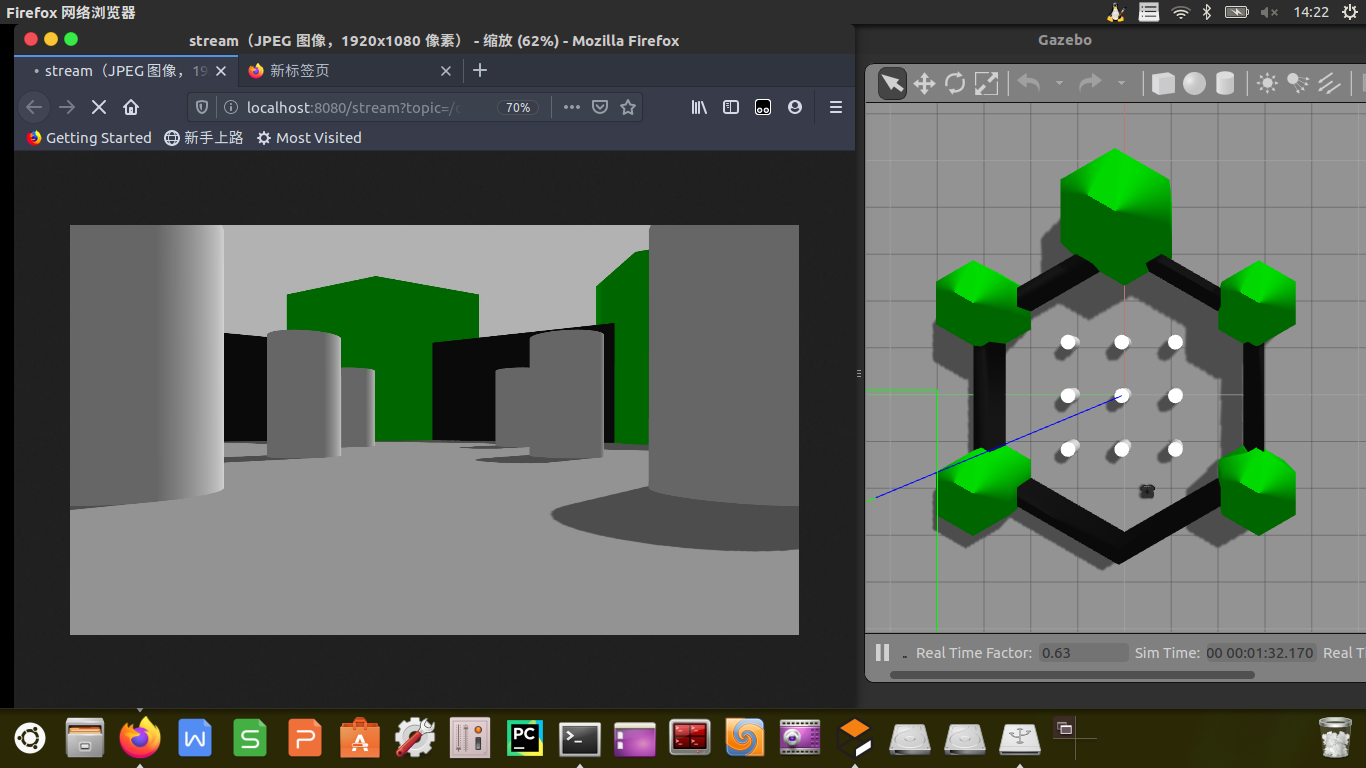 Firefox 网络浏览器
14:22
stream（JPEG 图像，1920x1080 像素） - 缩放 (62%) - Mozilla Firefox
stream（JPEG 图像，19
新标签页
localhost:8080/stream?topic=/
70%
Getting Started
新手上路
Most Visited
Gazebo
Real Time Factor: 0.63 Sim Time: 00 00:01:32.170 Real T
W
S
P
A
PC